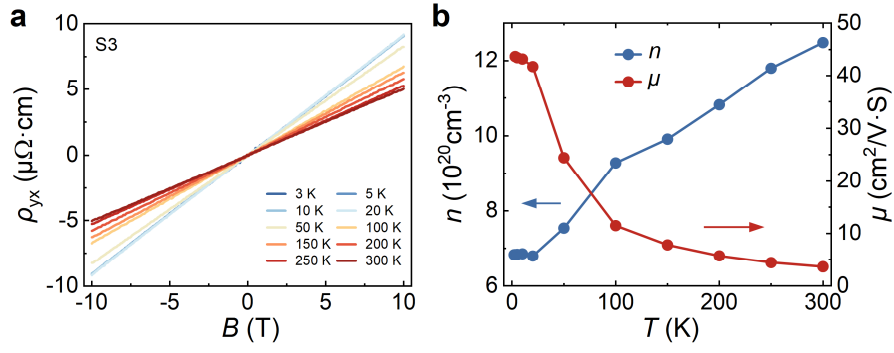 a
S3
ρyx (μΩ·cm)
10
5
0
-5
-10
3 K 5 K
10 K 20 K
50 K 100 K
150 K 200 K
250 K 300 K
-10 -5 0 5 10
B (T)
b
n (10²⁰cm⁻³)
12
10
8
6
n
μ
50
40
30
20
10
0
μ (cm²/V·S)
0 100 200 300
T (K)